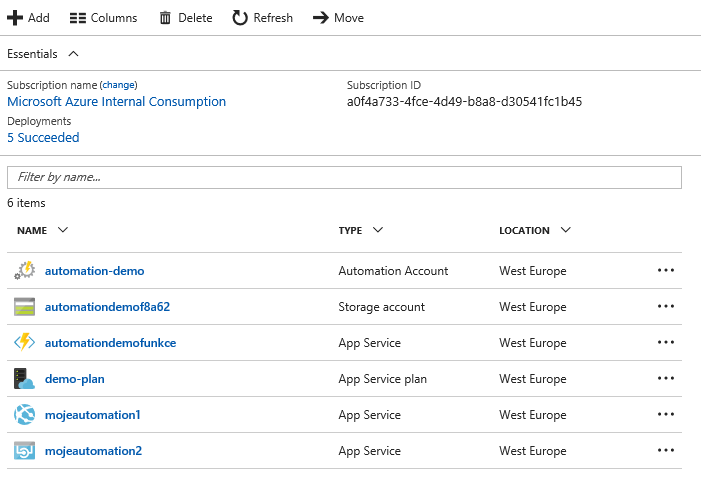 Add Columns Delete Refresh Move
Essentials
Subscription name (change) Subscription ID
Microsoft Azure Internal Consumption a0f4a733-4fce-4d49-b8a8-d30541fc1b45
Deployments
5 Succeeded
Filter by name...
6 items
NAME TYPE LOCATION
automation-demo Automation Account West Europe
automationdemof8a62 Storage account West Europe
automationdemofunkce App Service West Europe
demo-plan App Service plan West Europe
mojeautomation1 App Service West Europe
mojeautomation2 App Service West Europe